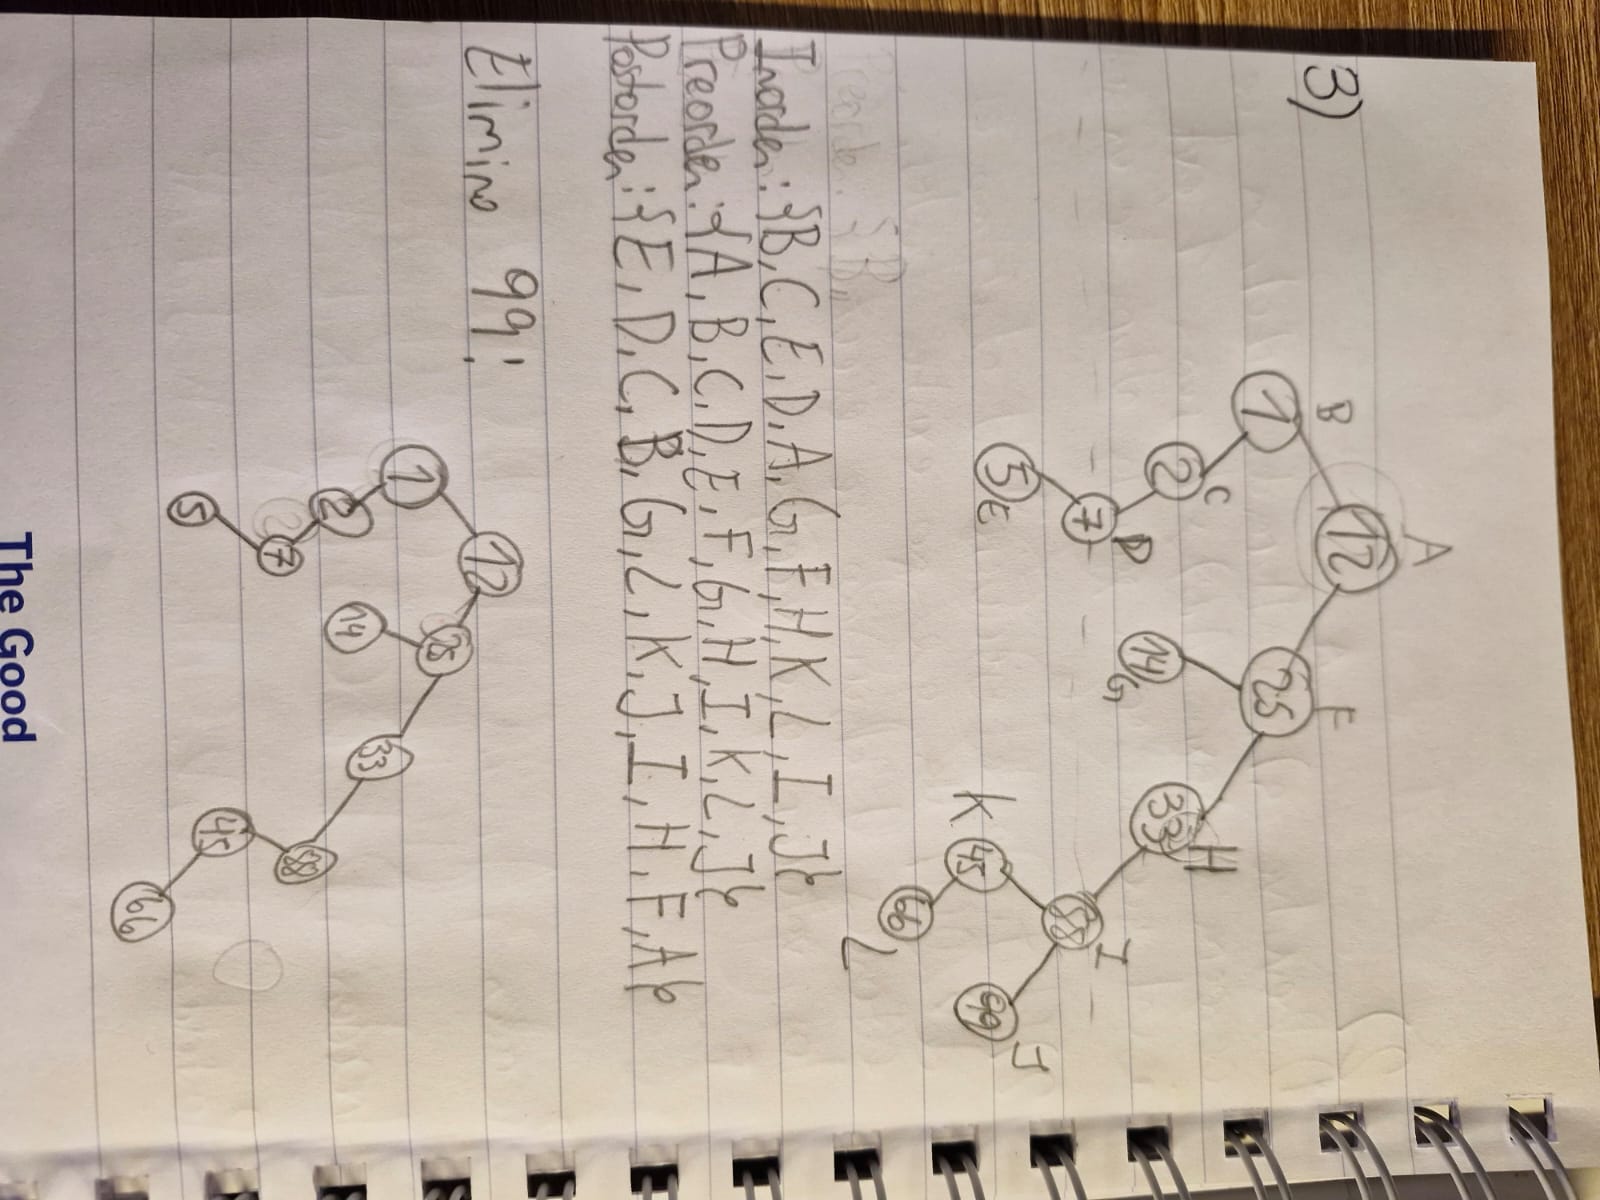 3)
A
12
B
1
F
25
C
2
H
33
D
7
14
G
I
88
5
E
K
45
99
J
66
L
Inorden: {B, C, E, D, A, G, F, H, K, L, I, J}
Preorden: {A, B, C, D, E, F, G, H, I, K, L, J}
Postorden: {E, D, C, B, G, L, K, J, I, H, F, A}
Elimino 99:
12
1
25
2
14
33
7
88
5
45
66
The Good